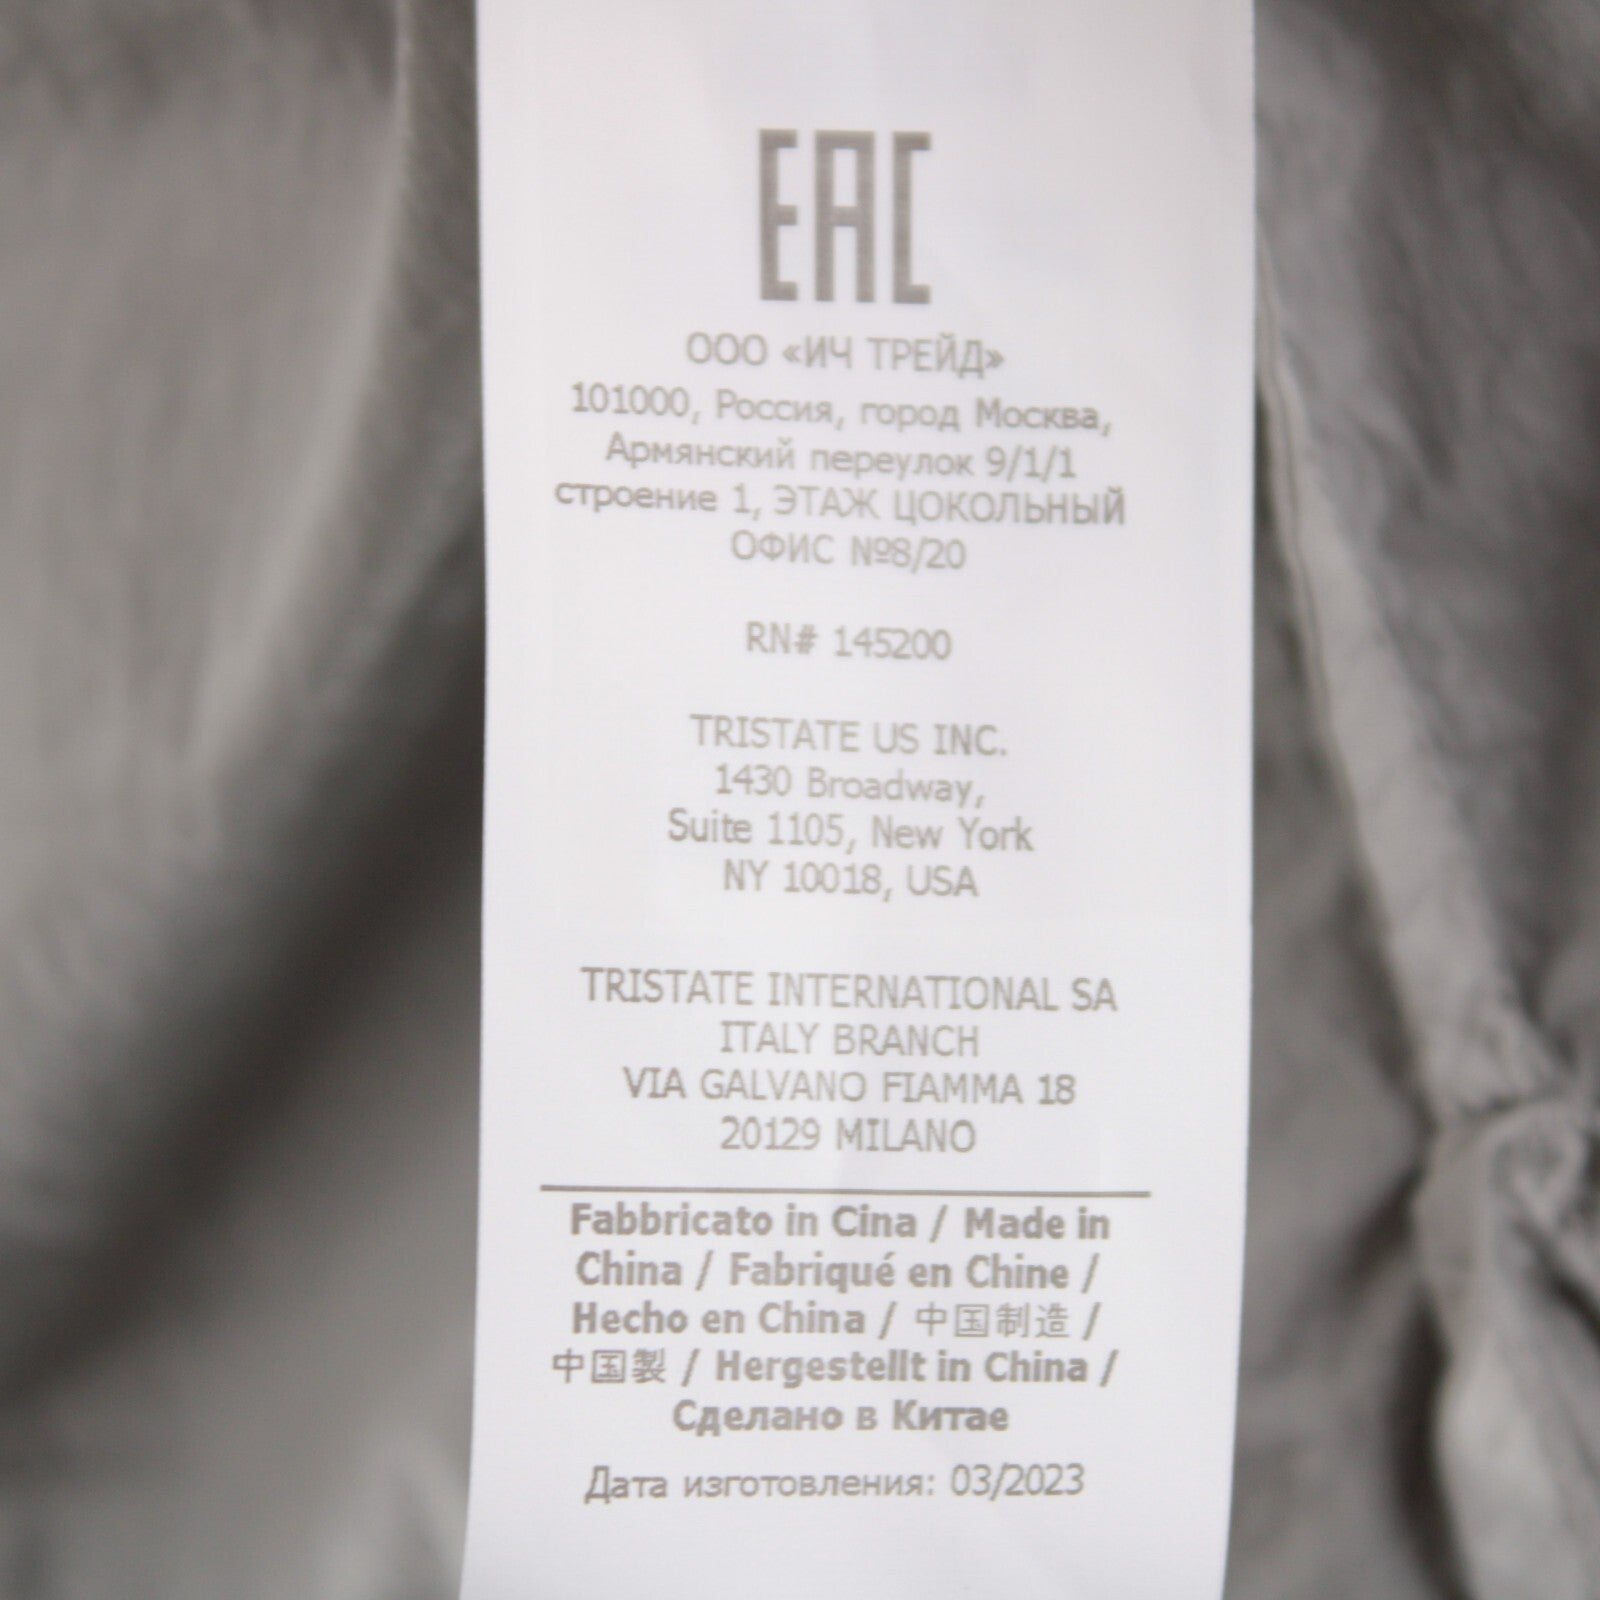 EAC
ООО «ИЧ ТРЕЙД»
101000, Россия, город Москва,
Армянский переулок 9/1/1
строение 1, ЭТАЖ ЦОКОЛЬНЫЙ
ОФИС №8/20
RN# 145200
TRISTATE US INC.
1430 Broadway,
Suite 1105, New York
NY 10018, USA
TRISTATE INTERNATIONAL SA
ITALY BRANCH
VIA GALVANO FIAMMA 18
20129 MILANO
Fabbricato in Cina / Made in
China / Fabriqué en Chine /
Hecho en China / 中国制造 /
中国製 / Hergestellt in China /
Сделано в Китае
Дата изготовления: 03/2023